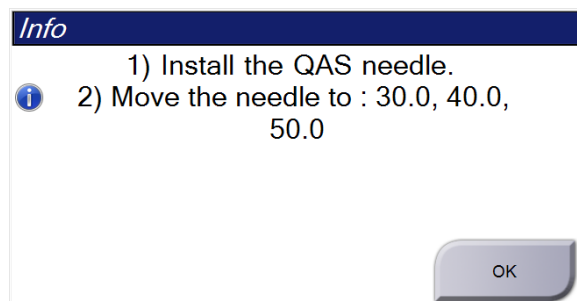 Info
1) Install the QAS needle.
2) Move the needle to : 30.0, 40.0,
50.0
OK